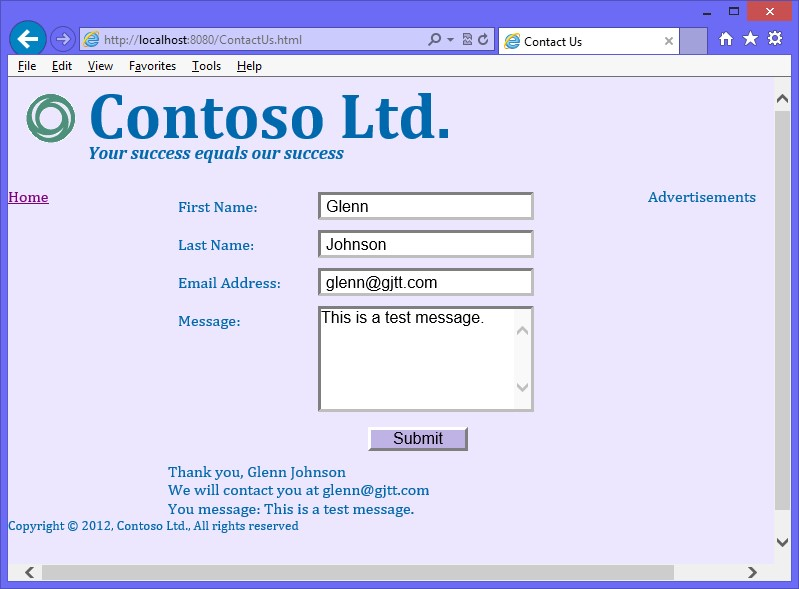 http://localhost:8080/ContactUs.html
Contact Us
File Edit View Favorites Tools Help
Contoso Ltd.
Your success equals our success
Home
Advertisements
First Name: Glenn
Last Name: Johnson
Email Address: glenn@gjtt.com
Message: This is a test message.
Submit
Thank you, Glenn Johnson
We will contact you at glenn@gjtt.com
You message: This is a test message.
Copyright © 2012, Contoso Ltd., All rights reserved